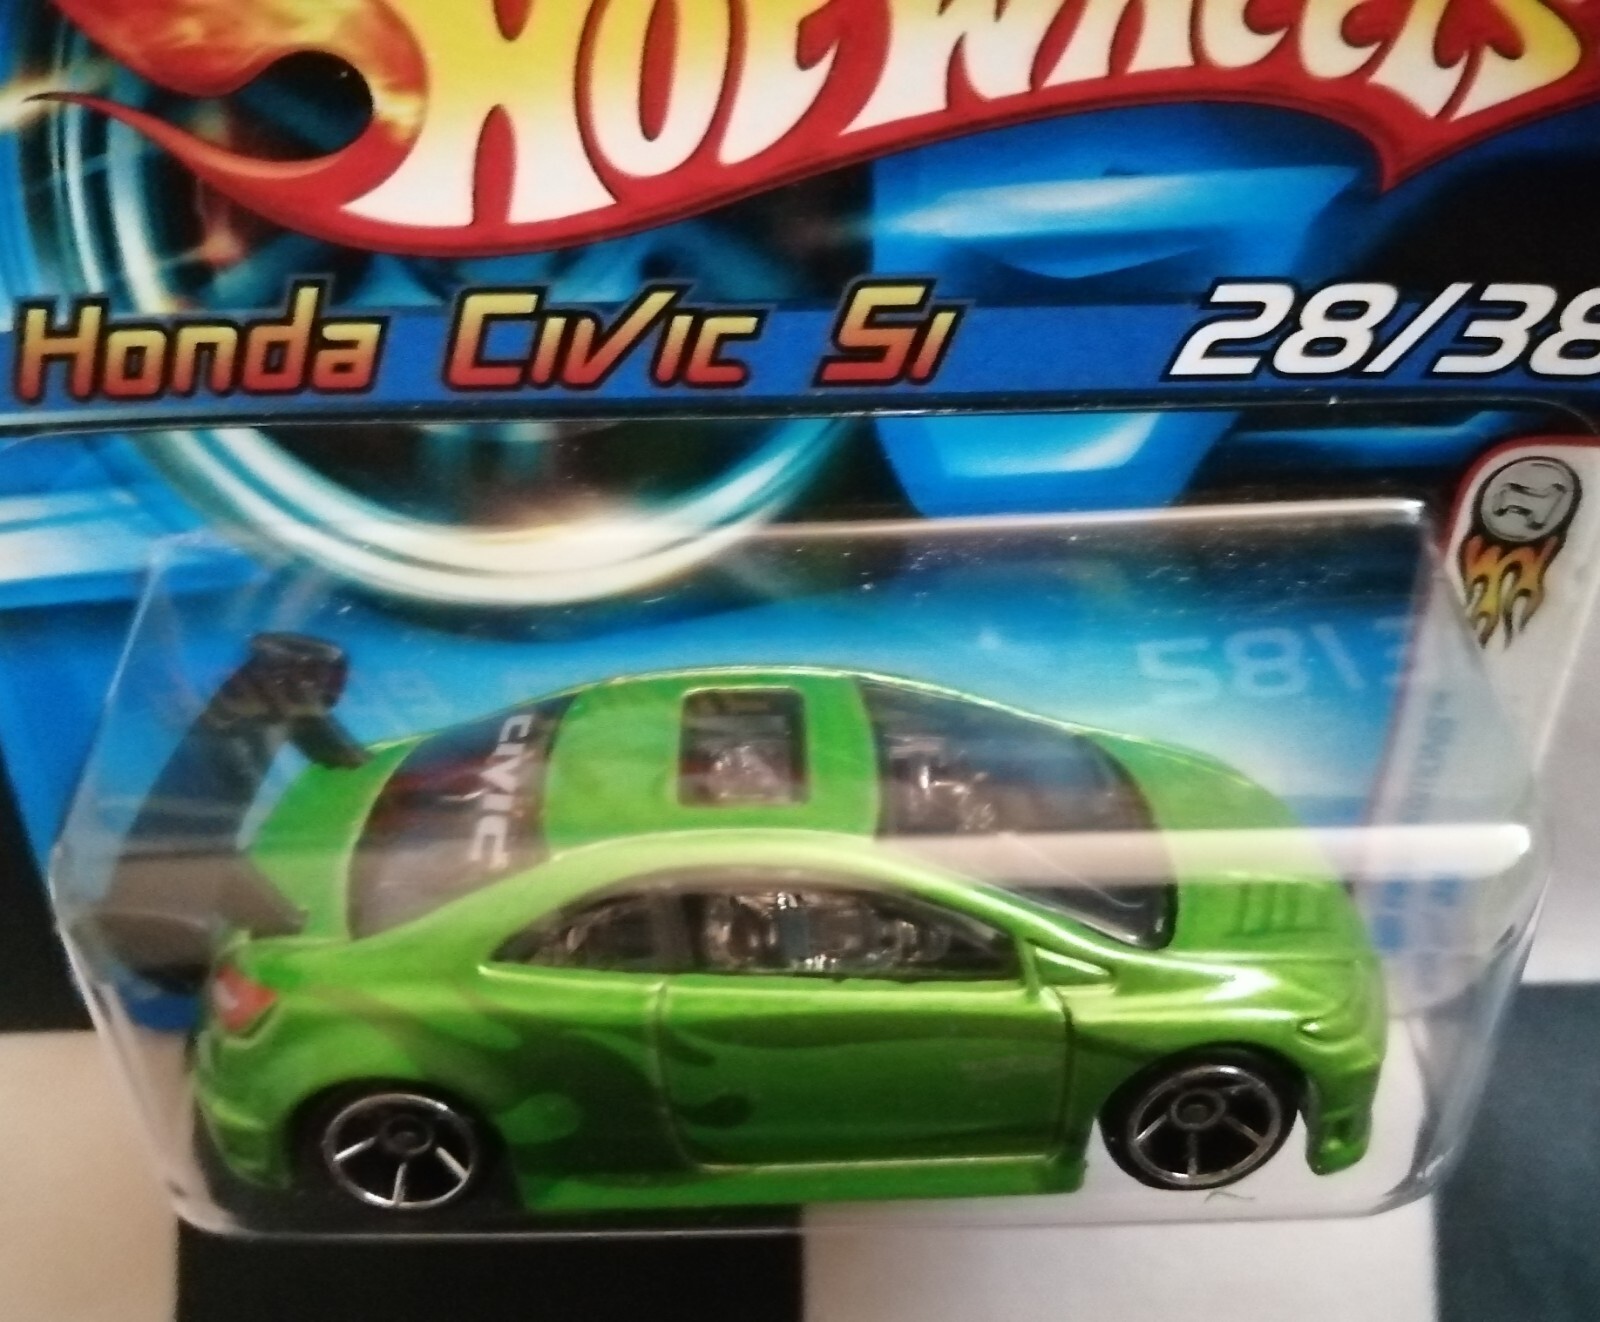 HOT WHEELS
Honda Civic Si 28/38
CIVIC